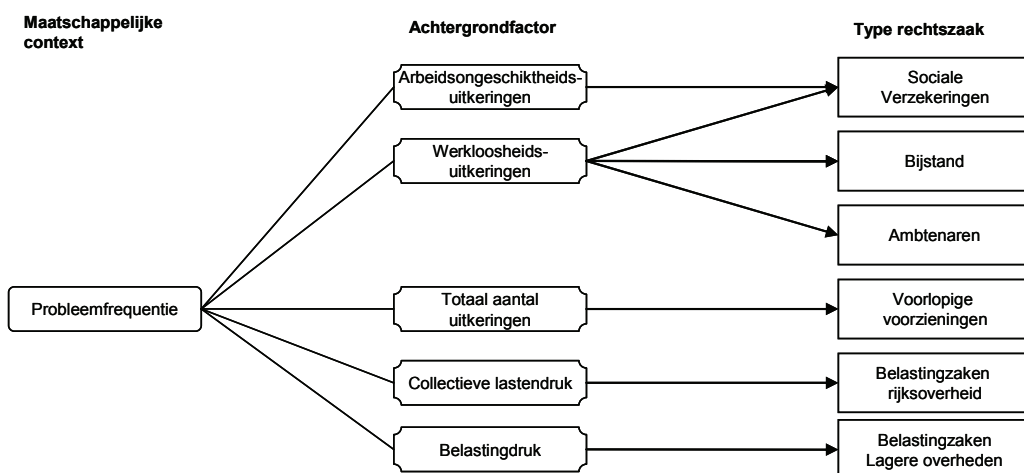 Maatschappelijke
context
Achtergrondfactor
Type rechtszaak
Arbeidsongeschiktheids-
uitkeringen
Sociale
Verzekeringen
Werkloosheids-
uitkeringen
Bijstand
Ambtenaren
Probleemfrequentie
Totaal aantal
uitkeringen
Voorlopige
voorzieningen
Collectieve lastendruk
Belastingzaken
rijksoverheid
Belastingdruk
Belastingzaken
Lagere overheden